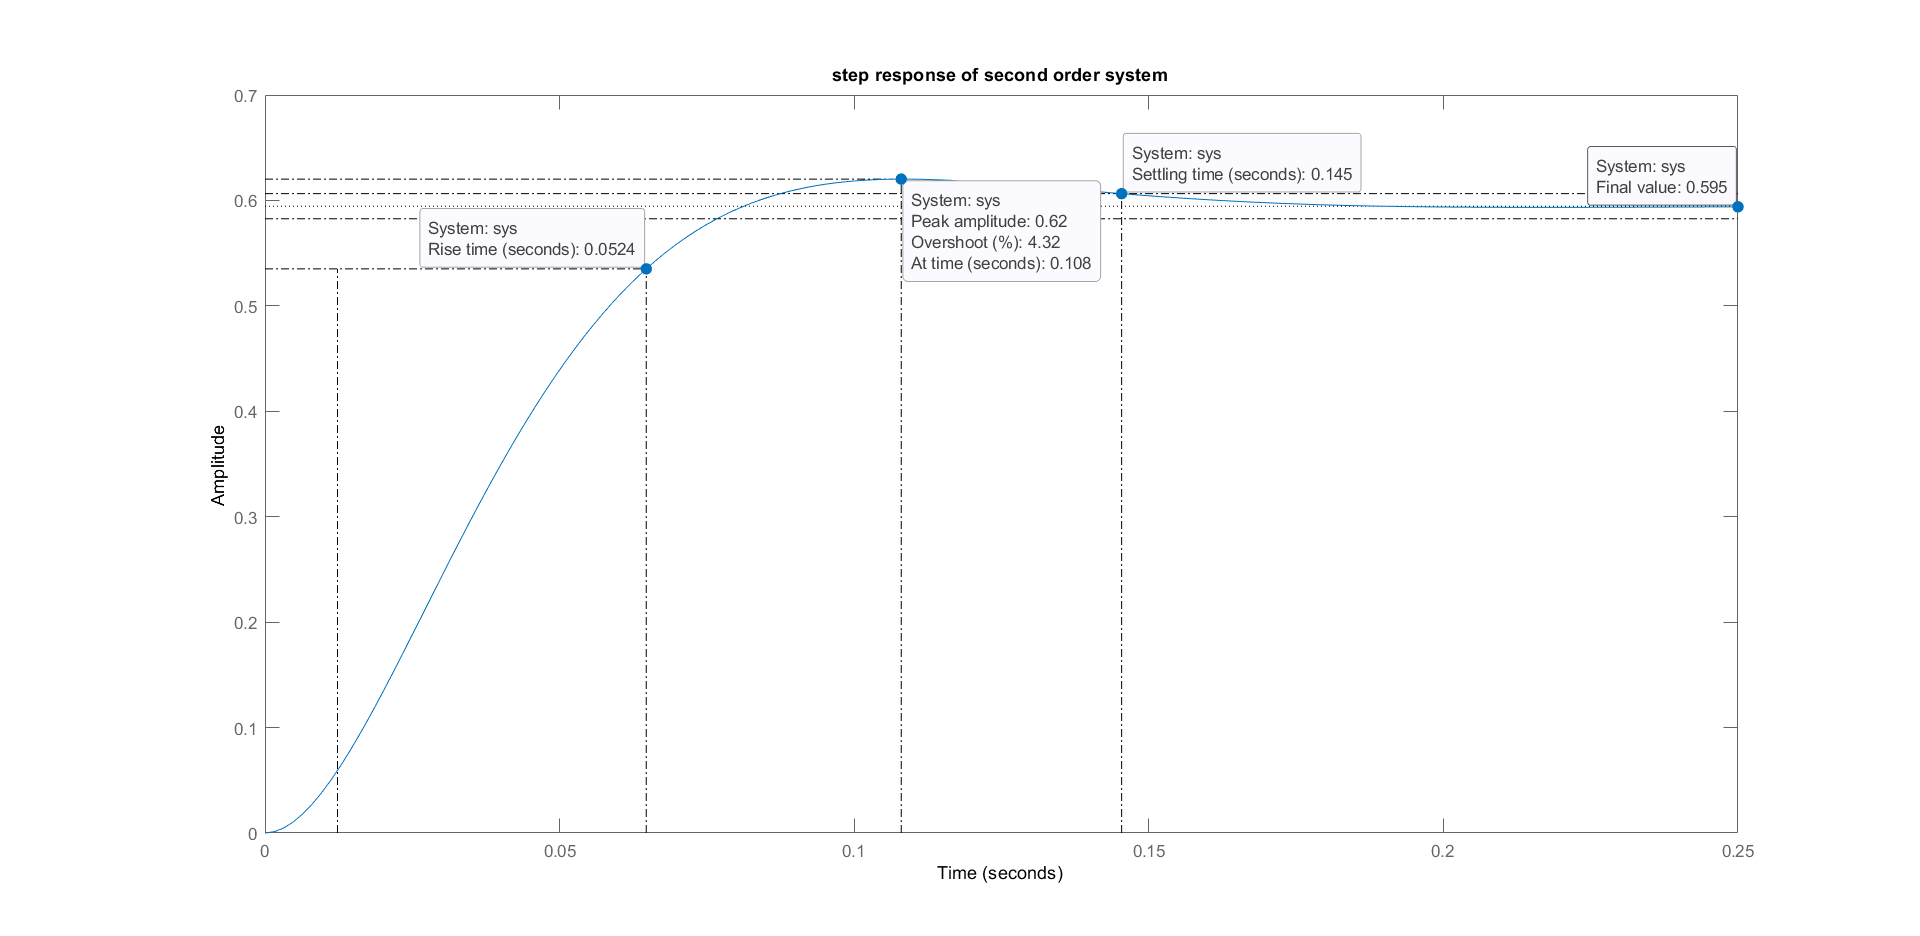 step response of second order system
0.7
0.6
0.5
0.4
0.3
0.2
0.1
0
Amplitude
System: sys
Rise time (seconds): 0.0524
System: sys
Peak amplitude: 0.62
Overshoot (%): 4.32
At time (seconds): 0.108
System: sys
Settling time (seconds): 0.145
System: sys
Final value: 0.595
0 0.05 0.1 0.15 0.2 0.25
Time (seconds)